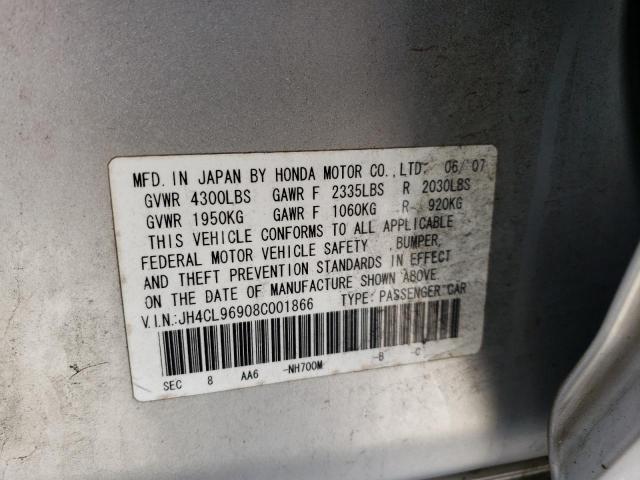 MFD. IN JAPAN BY HONDA MOTOR CO.,LTD. 06/07
GVWR 4300LBS GAWR F 2335LBS R 2030LBS
GVWR 1950KG GAWR F 1060KG R 920KG
THIS VEHICLE CONFORMS TO ALL APPLICABLE
FEDERAL MOTOR VEHICLE SAFETY ,BUMPER,
AND THEFT PREVENTION STANDARDS IN EFFECT
ON THE DATE OF MANUFACTURE SHOWN ABOVE.
V.I.N.:JH4CL96908C001866 TYPE: PASSENGER CAR
SEC 8 AA6 -NH700M -B -C